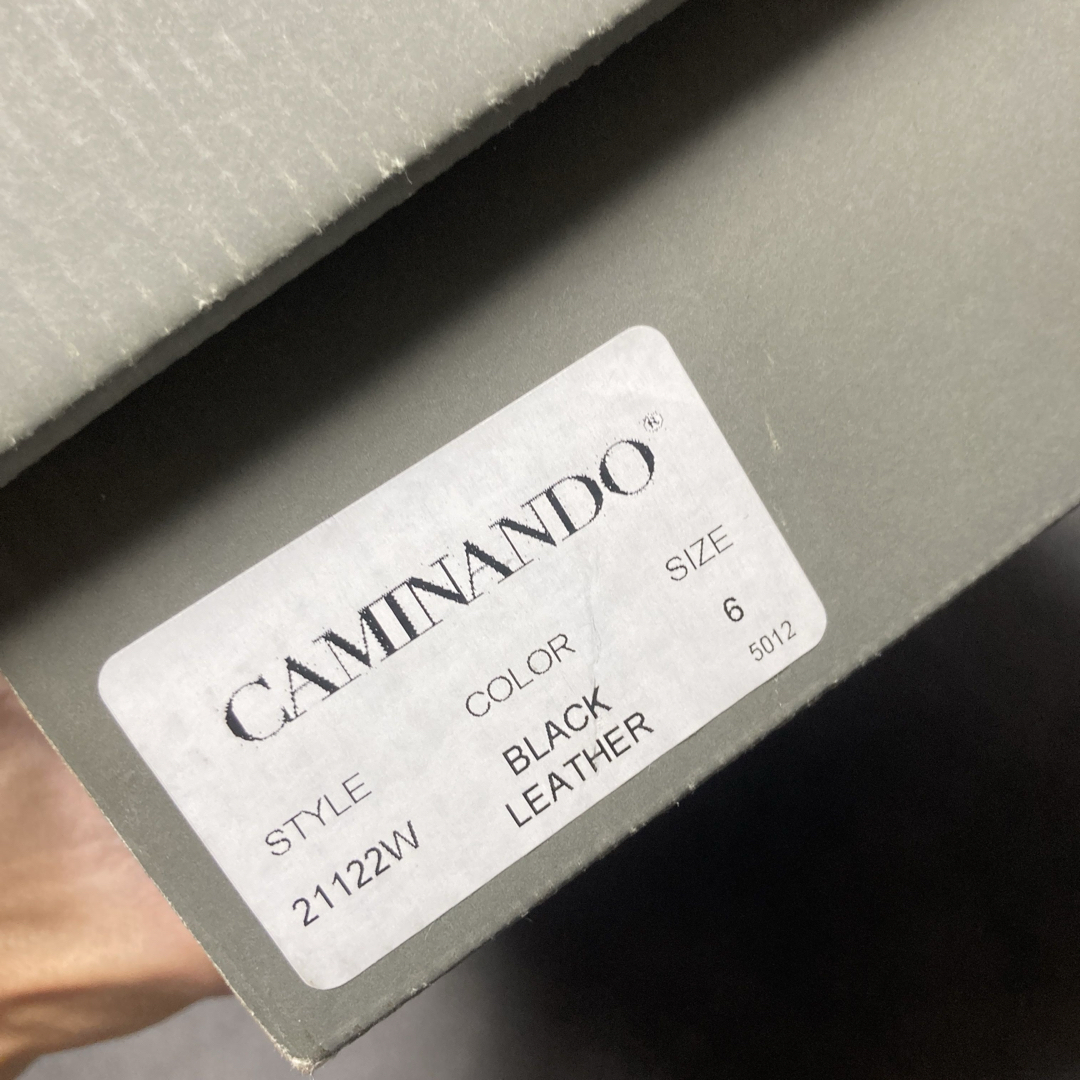 CAMINANDO®
STYLE COLOR SIZE
21122W BLACK LEATHER 6
5012